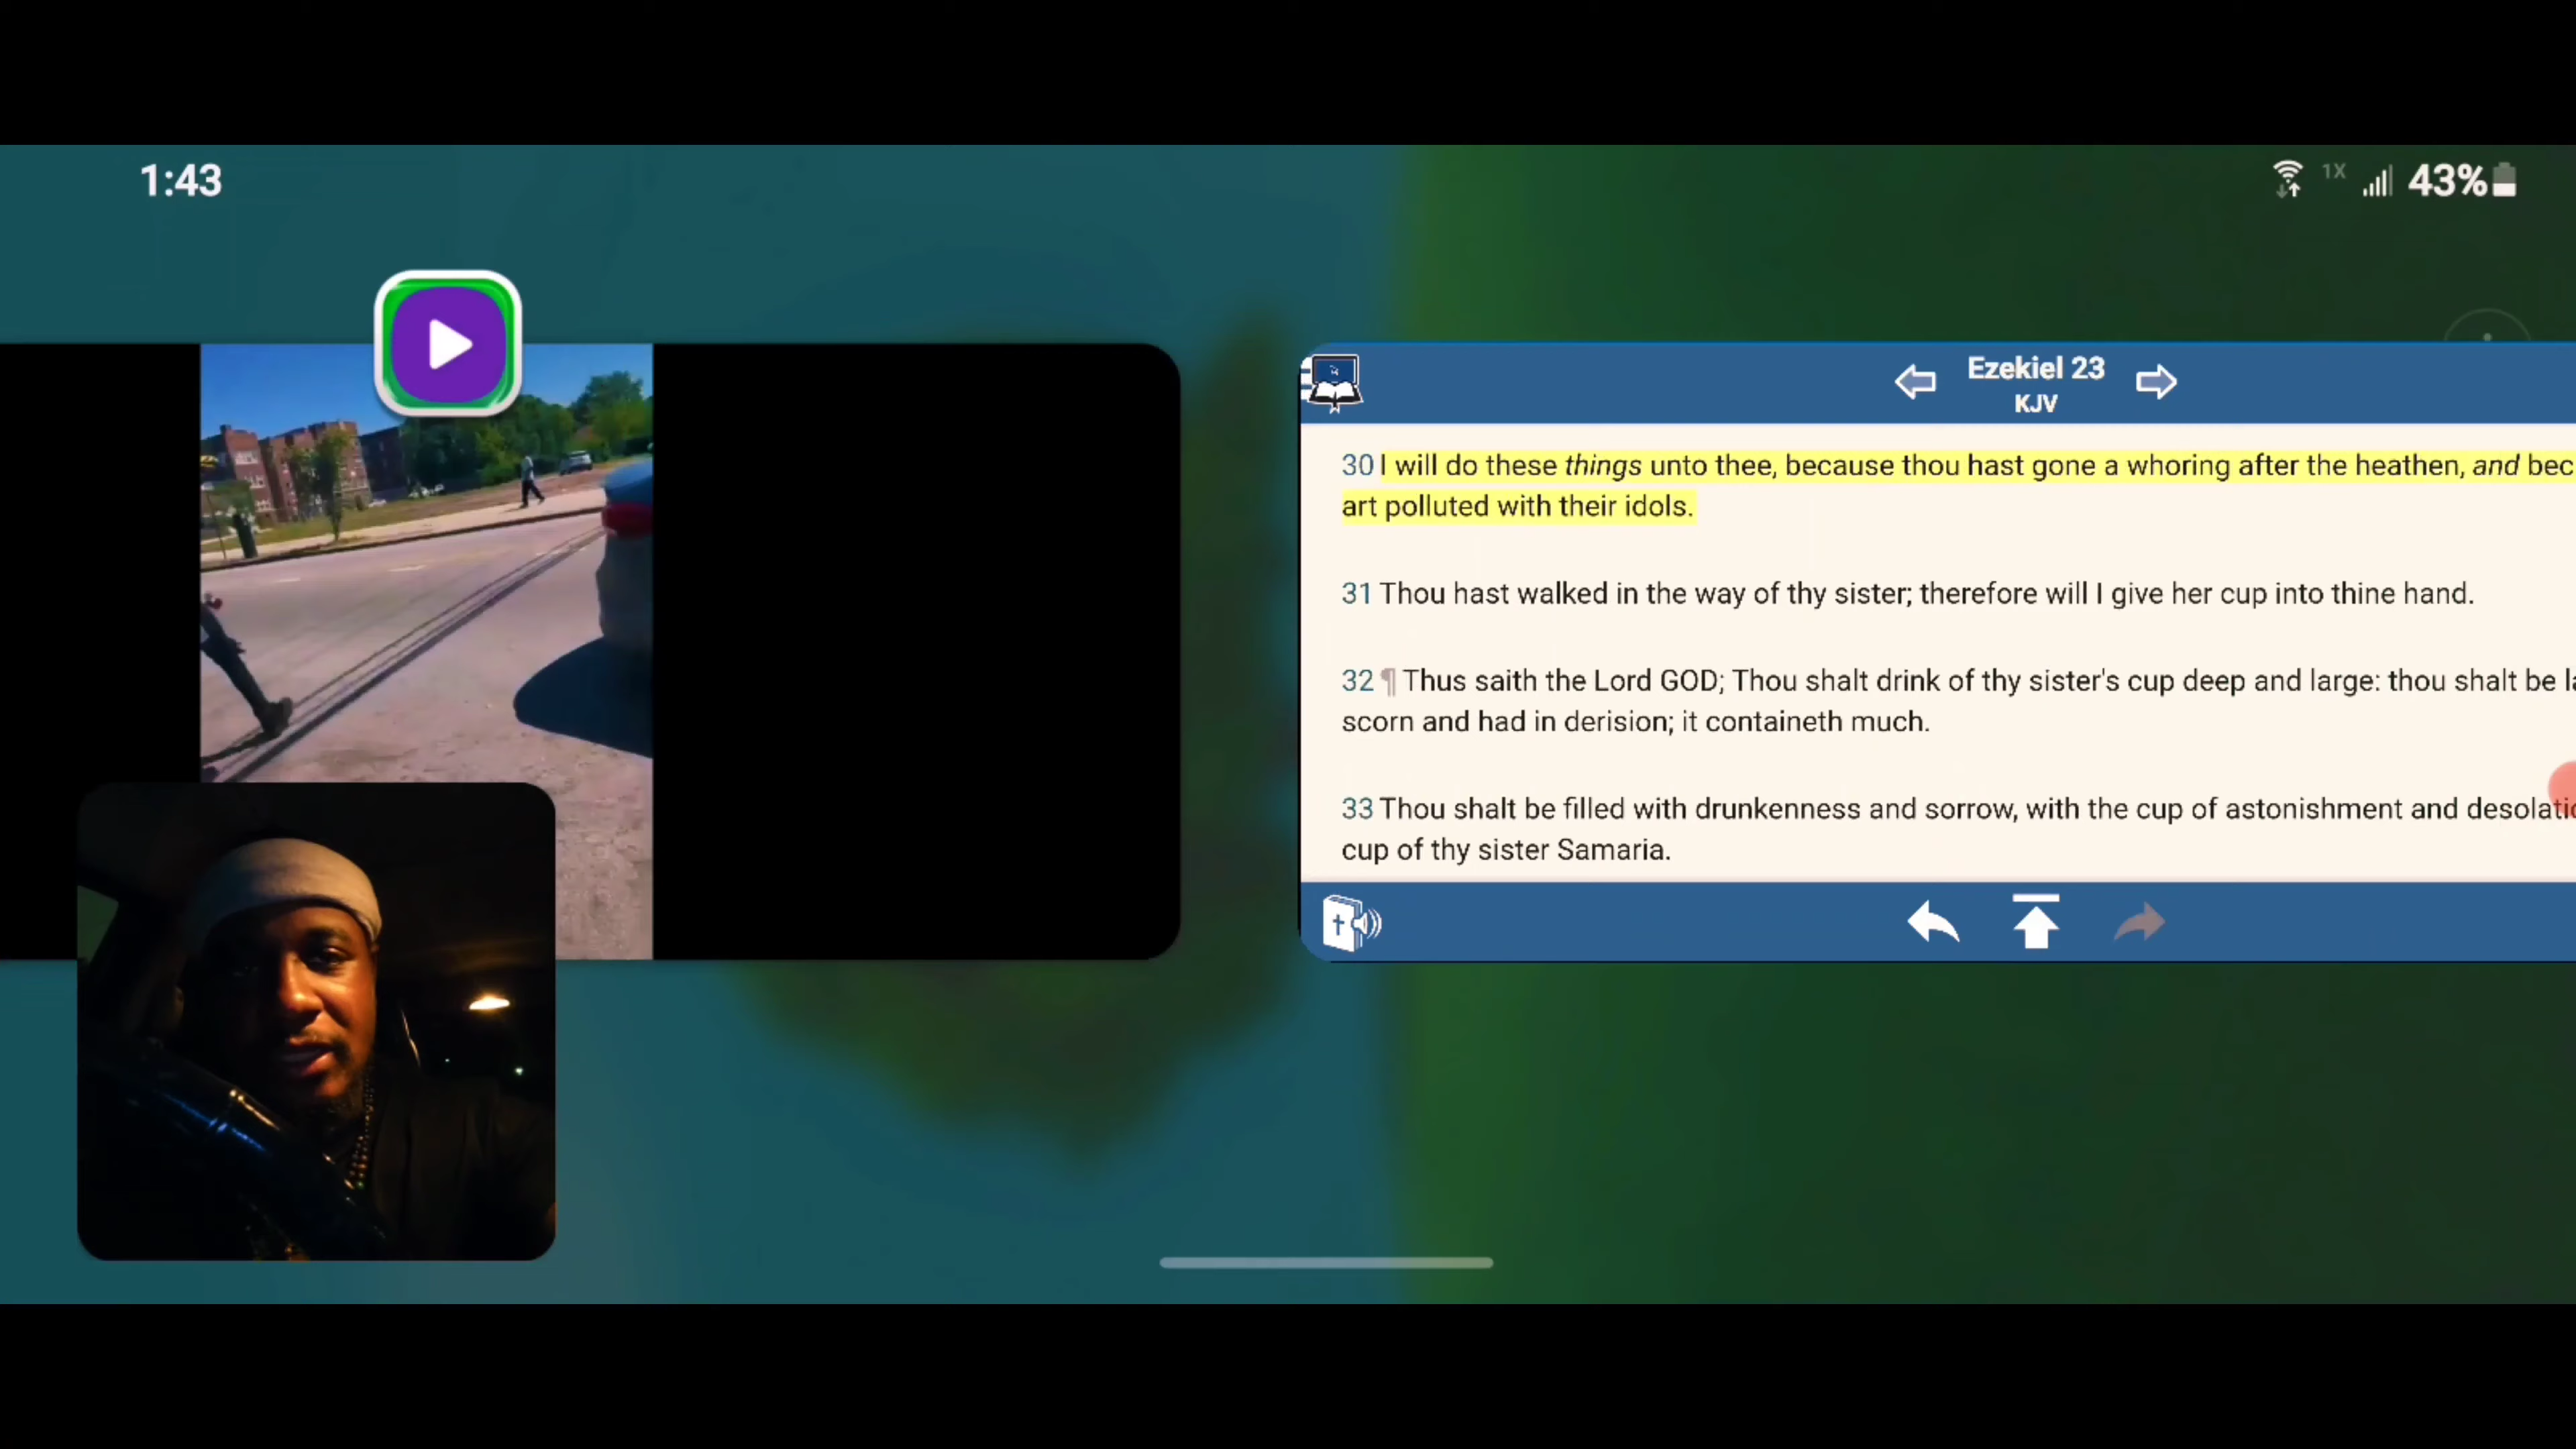 1:43
1X
43%
Ezekiel 23
KJV
30 I will do these things unto thee, because thou hast gone a whoring after the heathen, and bec
art polluted with their idols.
31 Thou hast walked in the way of thy sister; therefore will I give her cup into thine hand.
32 ¶ Thus saith the Lord GOD; Thou shalt drink of thy sister's cup deep and large: thou shalt be la
scorn and had in derision; it containeth much.
33 Thou shalt be filled with drunkenness and sorrow, with the cup of astonishment and desolatio
cup of thy sister Samaria.